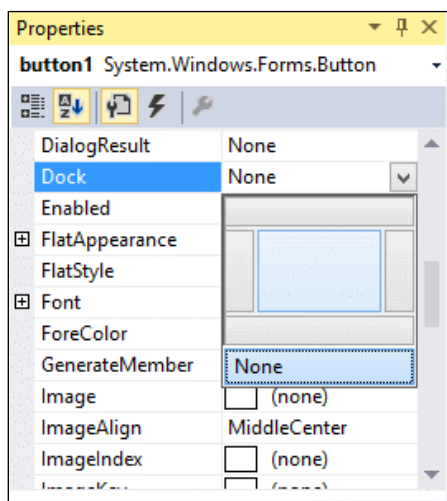 Properties
button1 System.Windows.Forms.Button
DialogResult None
Dock None
Enabled
FlatAppearance
FlatStyle
Font
ForeColor
GenerateMember None
Image (none)
ImageAlign MiddleCenter
ImageIndex (none)